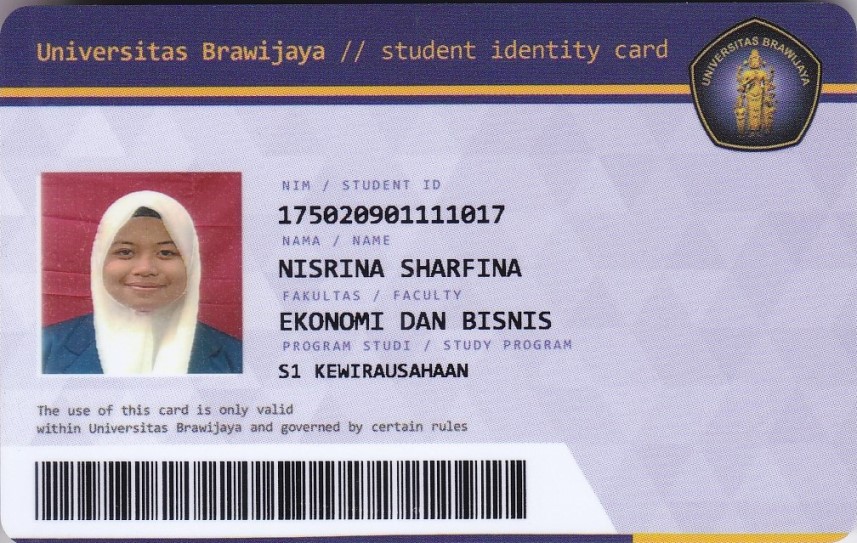 Universitas Brawijaya // student identity card
UNIVERSITAS BRAWIJAYA
NIM / STUDENT ID
175020901111017
NAMA / NAME
NISRINA SHARFINA
FAKULTAS / FACULTY
EKONOMI DAN BISNIS
PROGRAM STUDI / STUDY PROGRAM
S1 KEWIRAUSAHAAN
The use of this card is only valid
within Universitas Brawijaya and governed by certain rules